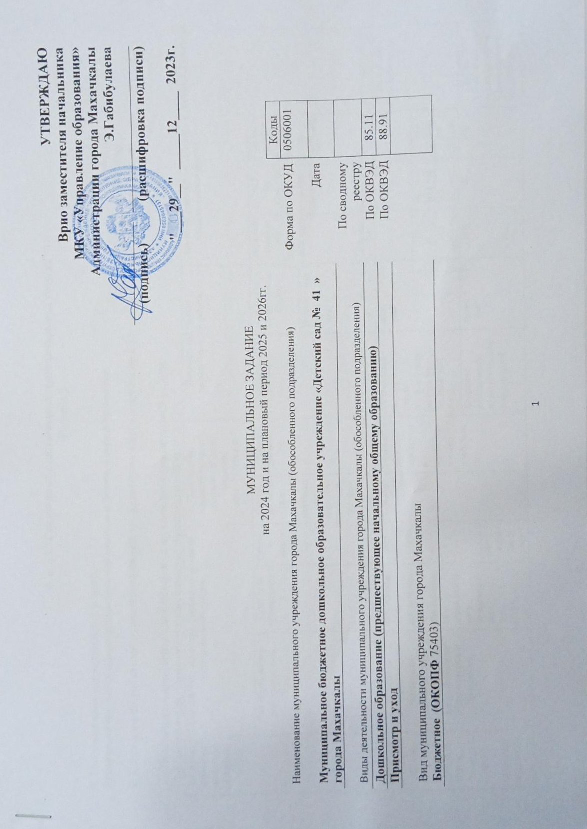 УТВЕРЖДАЮ
Врио заместителя начальника
МКУ «Управление образования»
Администрации города Махачкалы
Э.Габибулаева
(подпись) (расшифровка подписи)
" 29 " 12 2023г.
МУНИЦИПАЛЬНОЕ ЗАДАНИЕ
на 2024 год и на плановый период 2025 и 2026гг.
Коды
Форма по ОКУД 0506001
Наименование муниципального учреждения города Махачкалы (обособленного подразделения)
Дата
Муниципальное бюджетное дошкольное образовательное учреждение «Детский сад № 41 »
города Махачкалы
По сводному
реестру
Виды деятельности муниципального учреждения города Махачкалы (обособленного подразделения)
По ОКВЭД 85.11
Дошкольное образование (предшествующее начальному общему образованию)
По ОКВЭД 88.91
Присмотр и уход
Вид муниципального учреждения города Махачкалы
Бюджетное (ОКОПФ 75403)
1